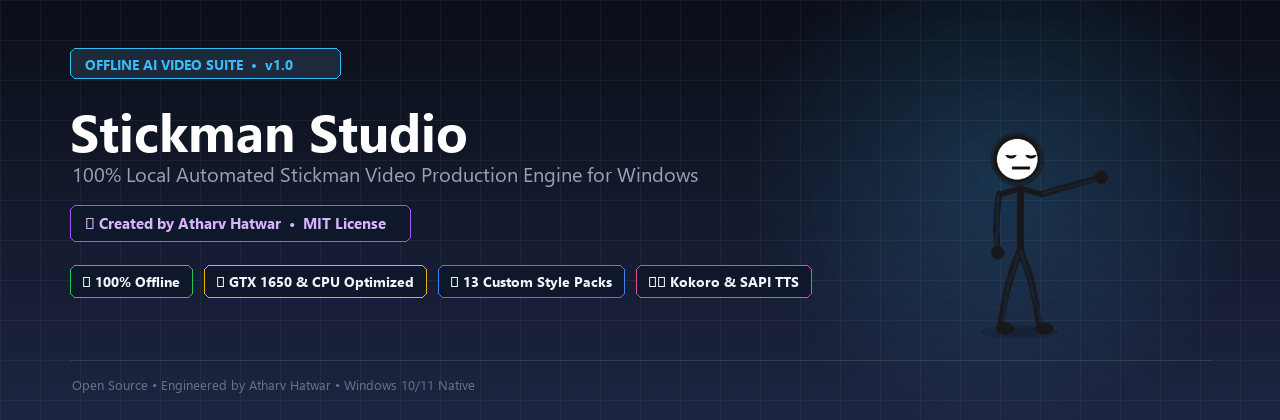 OFFLINE AI VIDEO SUITE • v1.0
Stickman Studio
100% Local Automated Stickman Video Production Engine for Windows
Created by Atharv Hatwar • MIT License
100% Offline
GTX 1650 & CPU Optimized
13 Custom Style Packs
Kokoro & SAPI TTS
Open Source • Engineered by Atharv Hatwar • Windows 10/11 Native